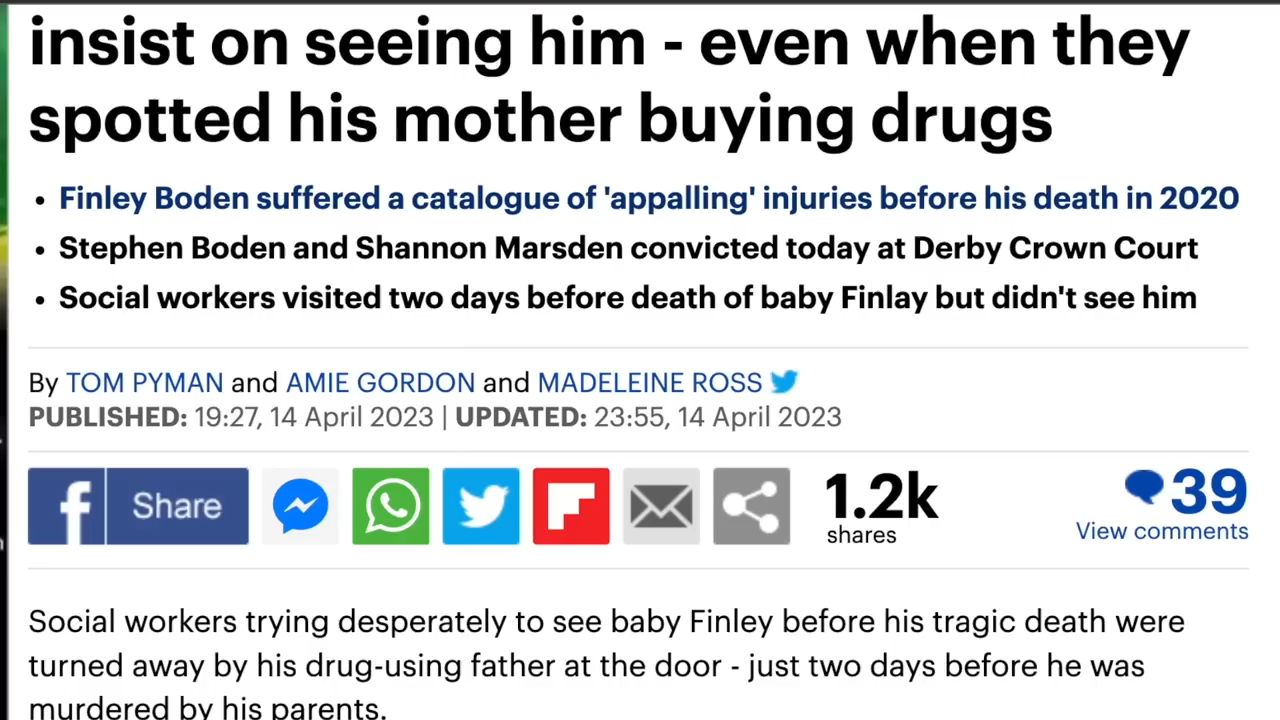 insist on seeing him - even when they
spotted his mother buying drugs
• Finley Boden suffered a catalogue of 'appalling' injuries before his death in 2020
• Stephen Boden and Shannon Marsden convicted today at Derby Crown Court
• Social workers visited two days before death of baby Finlay but didn't see him
By TOM PYMAN and AMIE GORDON and MADELEINE ROSS
PUBLISHED: 19:27, 14 April 2023 | UPDATED: 23:55, 14 April 2023
f Share
1.2k
shares
39
View comments
Social workers trying desperately to see baby Finley before his tragic death were
turned away by his drug-using father at the door - just two days before he was
murdered by his parents.